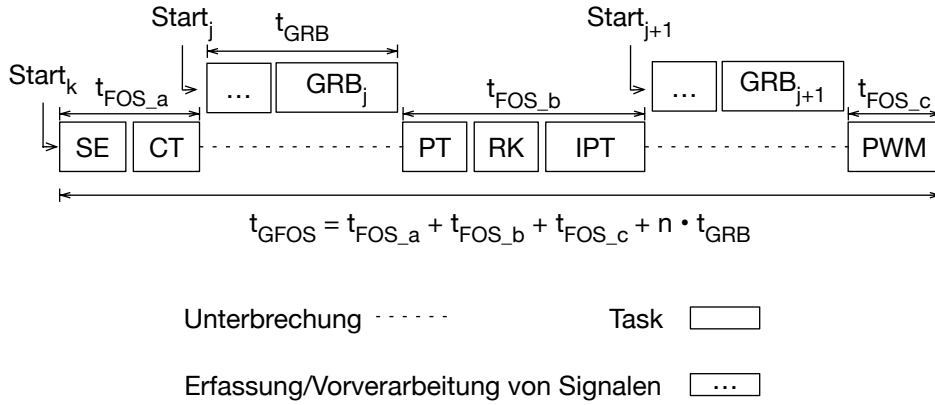 Start_j t_GRB Start_j+1
Start_k t_FOS_a ... GRB_j t_FOS_b ... GRB_j+1 t_FOS_c
SE CT PT RK IPT PWM
t_GFOS = t_FOS_a + t_FOS_b + t_FOS_c + n • t_GRB
Unterbrechung Task
Erfassung/Vorverarbeitung von Signalen ...